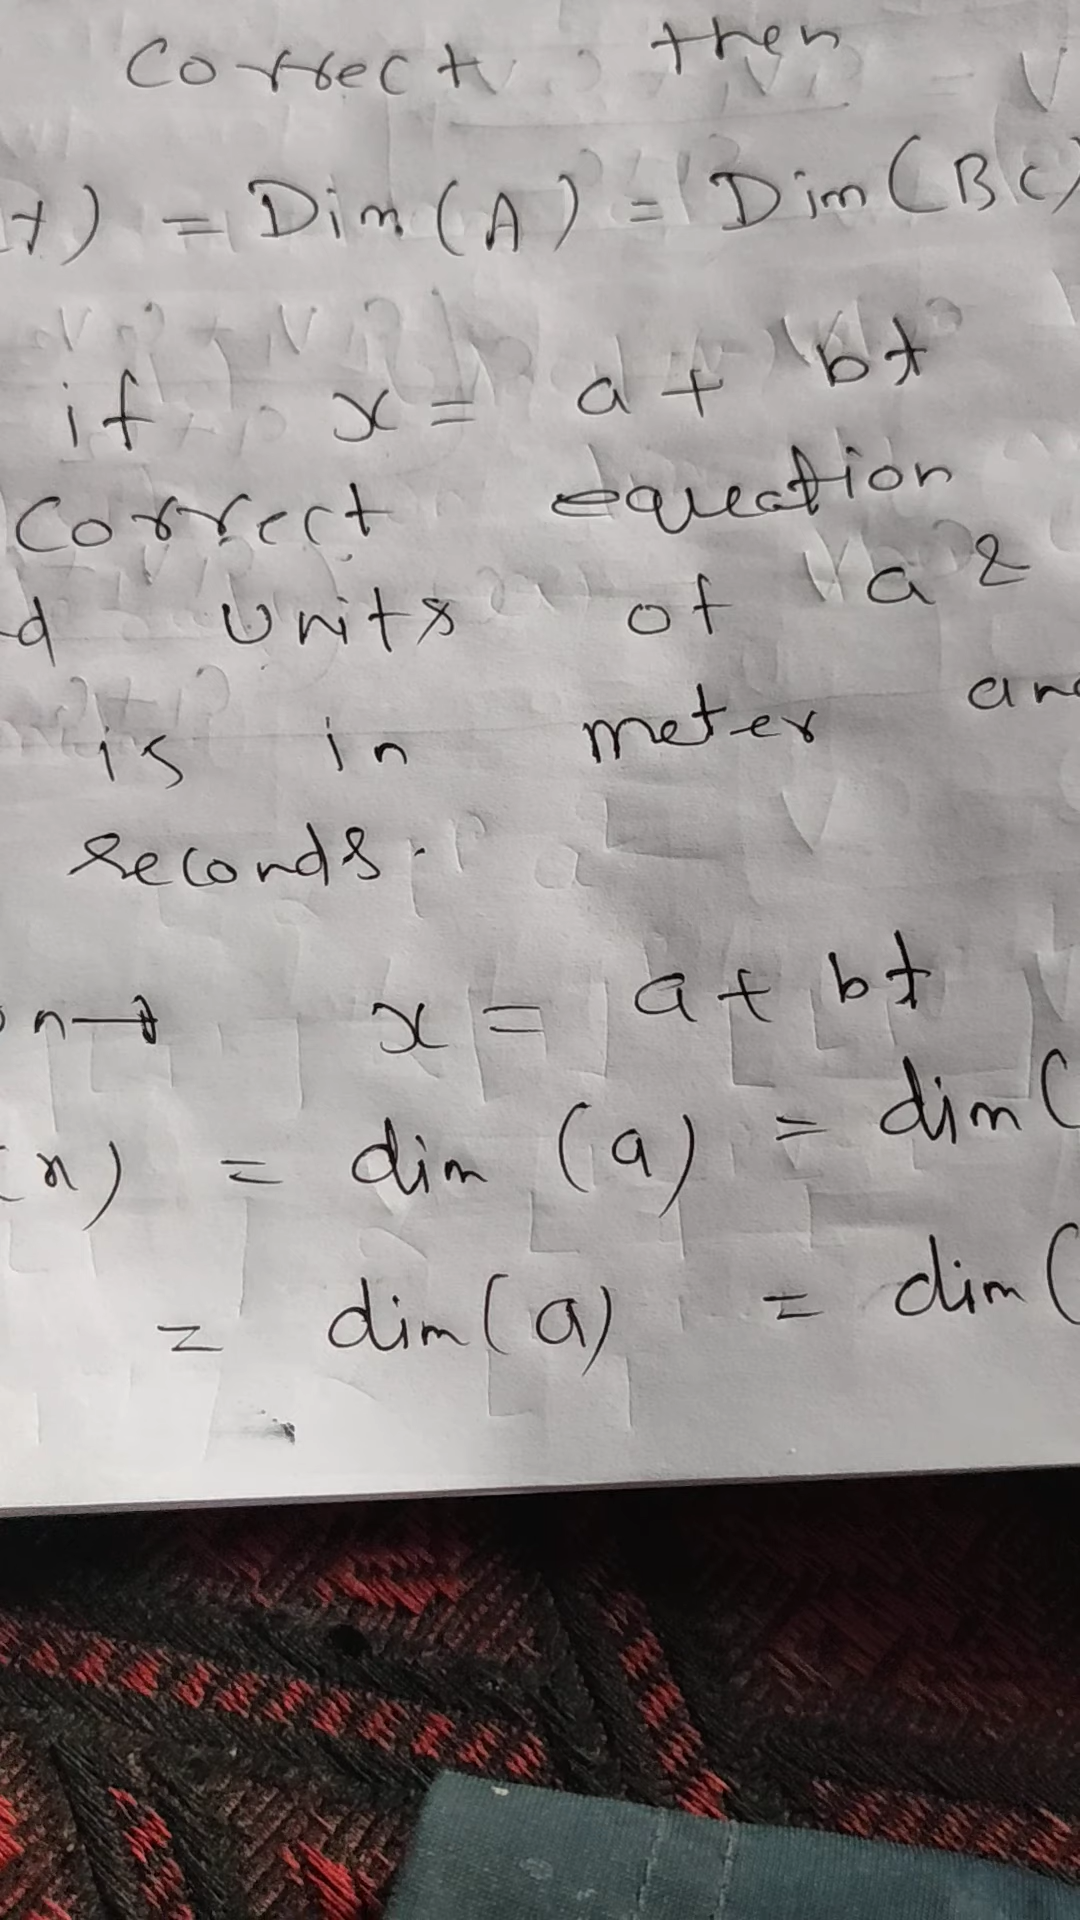 Correct then
t) = Dim (A) = Dim (BC)
if x = a + bt
Correct equation
d units of a &
is in meter an
seconds.
on→ x = a + bt
(x) = dim (a) = dim (
= dim (a) = dim (